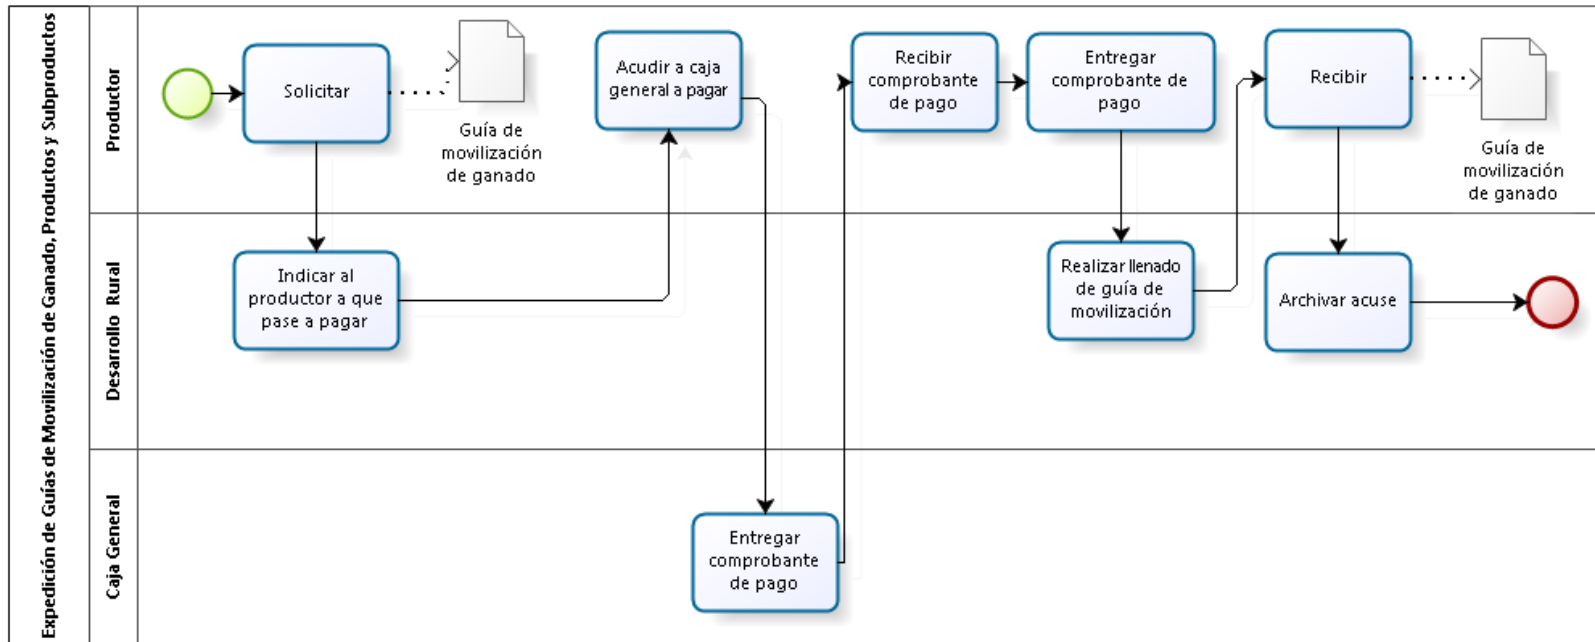 Expedición de Guías de Movilización de Ganado, Productos y Subproductos
Productor
Solicitar
Guía de
movilización
de ganado
Acudir a caja
general a pagar
Recibir
comprobante
de pago
Entregar
comprobante de
pago
Recibir
Guía de
movilización
de ganado
Desarrollo Rural
Indicar al
productor a que
pase a pagar
Realizar llenado
de guía de
movilización
Archivar acuse
Caja General
Entregar
comprobante
de pago